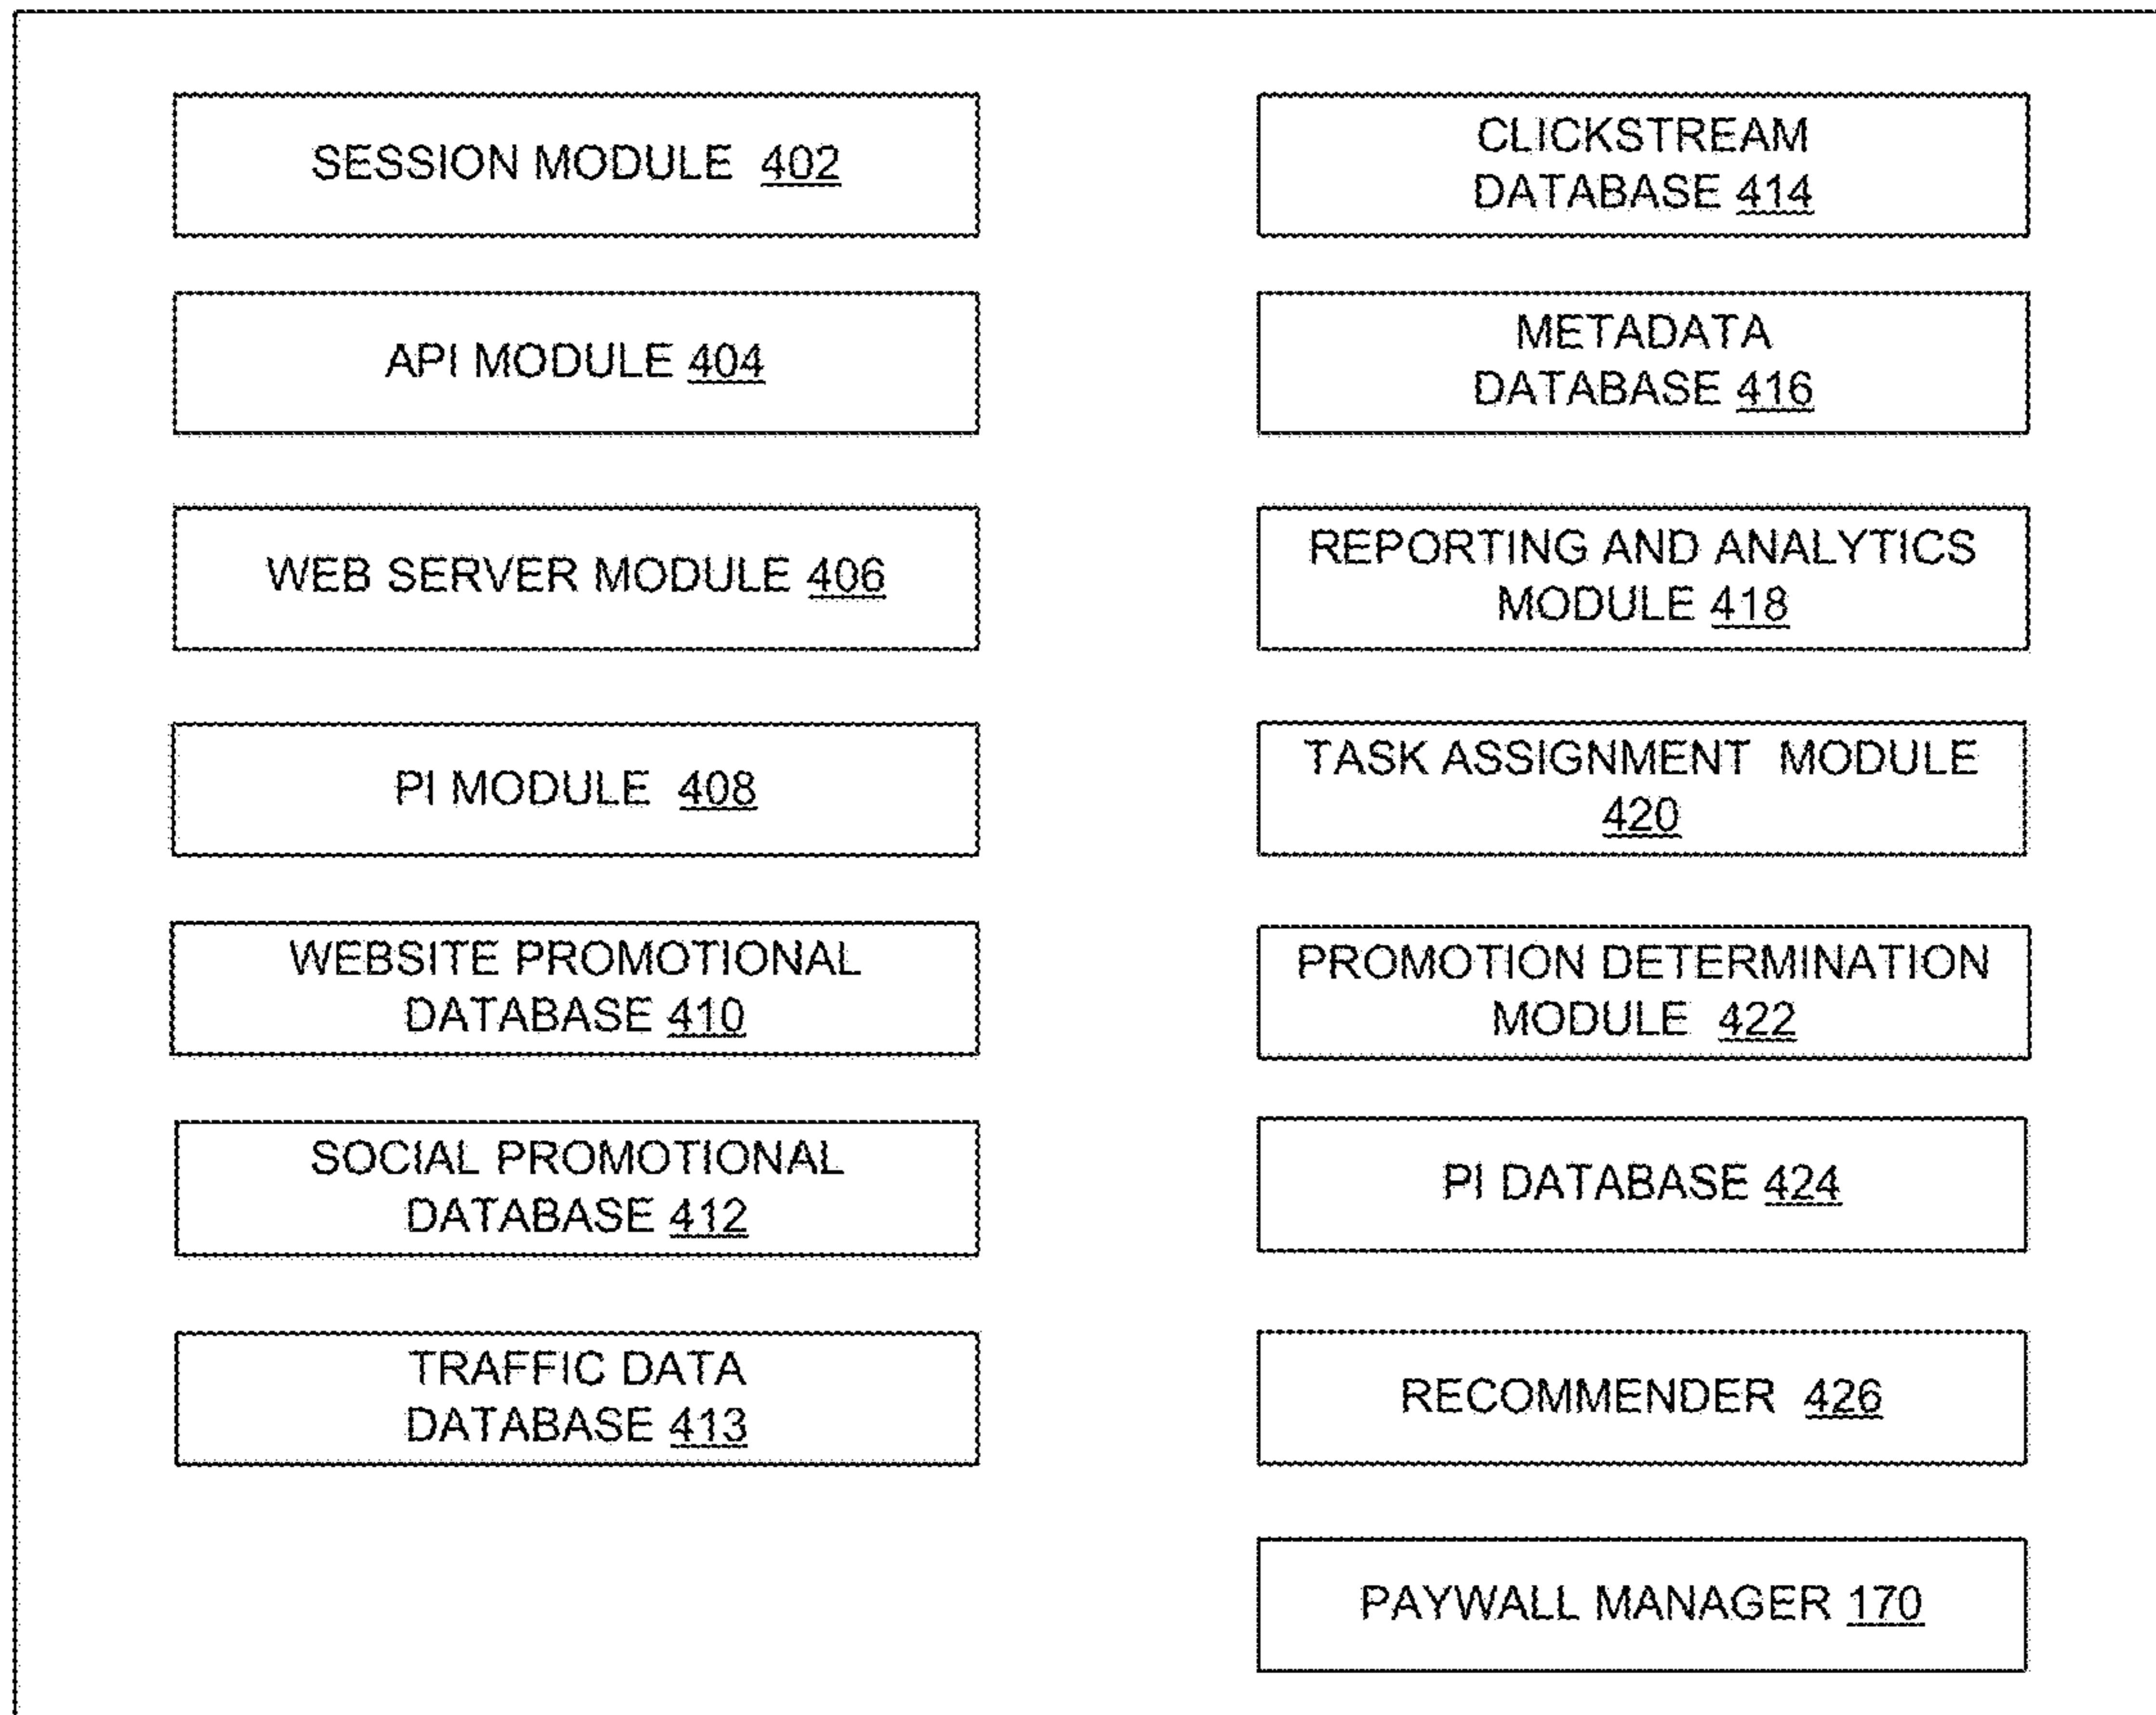 SESSION MODULE 402
API MODULE 404
WEB SERVER MODULE 406
PI MODULE 408
WEBSITE PROMOTIONAL
DATABASE 410
SOCIAL PROMOTIONAL
DATABASE 412
TRAFFIC DATA
DATABASE 413
CLICKSTREAM
DATABASE 414
METADATA
DATABASE 416
REPORTING AND ANALYTICS
MODULE 418
TASK ASSIGNMENT MODULE
420
PROMOTION DETERMINATION
MODULE 422
PI DATABASE 424
RECOMMENDER 426
PAYWALL MANAGER 170